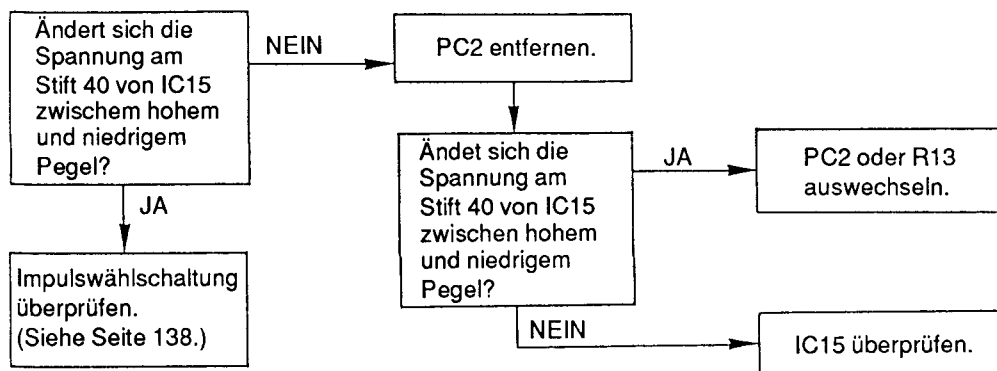 Ändert sich die
Spannung am
Stift 40 von IC15
zwischem hohem
und niedrigem
Pegel?
NEIN
PC2 entfernen.
JA
Impulswählschaltung
überprüfen.
(Siehe Seite 138.)
Ändet sich die
Spannung am
Stift 40 von IC15
zwischen hohem
und niedrigem
Pegel?
JA
PC2 oder R13
auswechseln.
NEIN
IC15 überprüfen.